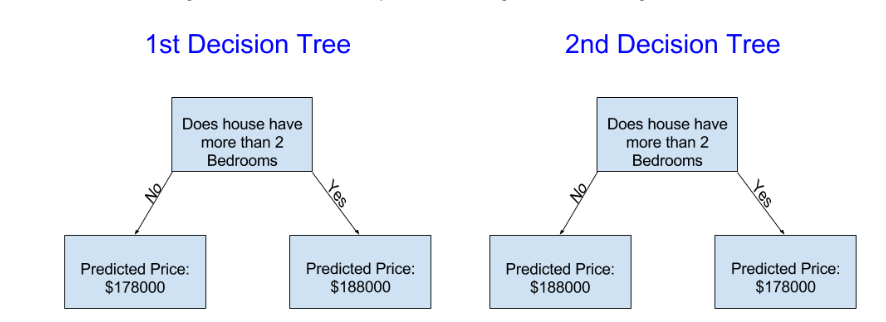 1st Decision Tree
Does house have
more than 2
Bedrooms
No
Yes
Predicted Price:
$178000
Predicted Price:
$188000
2nd Decision Tree
Does house have
more than 2
Bedrooms
No
Yes
Predicted Price:
$188000
Predicted Price:
$178000